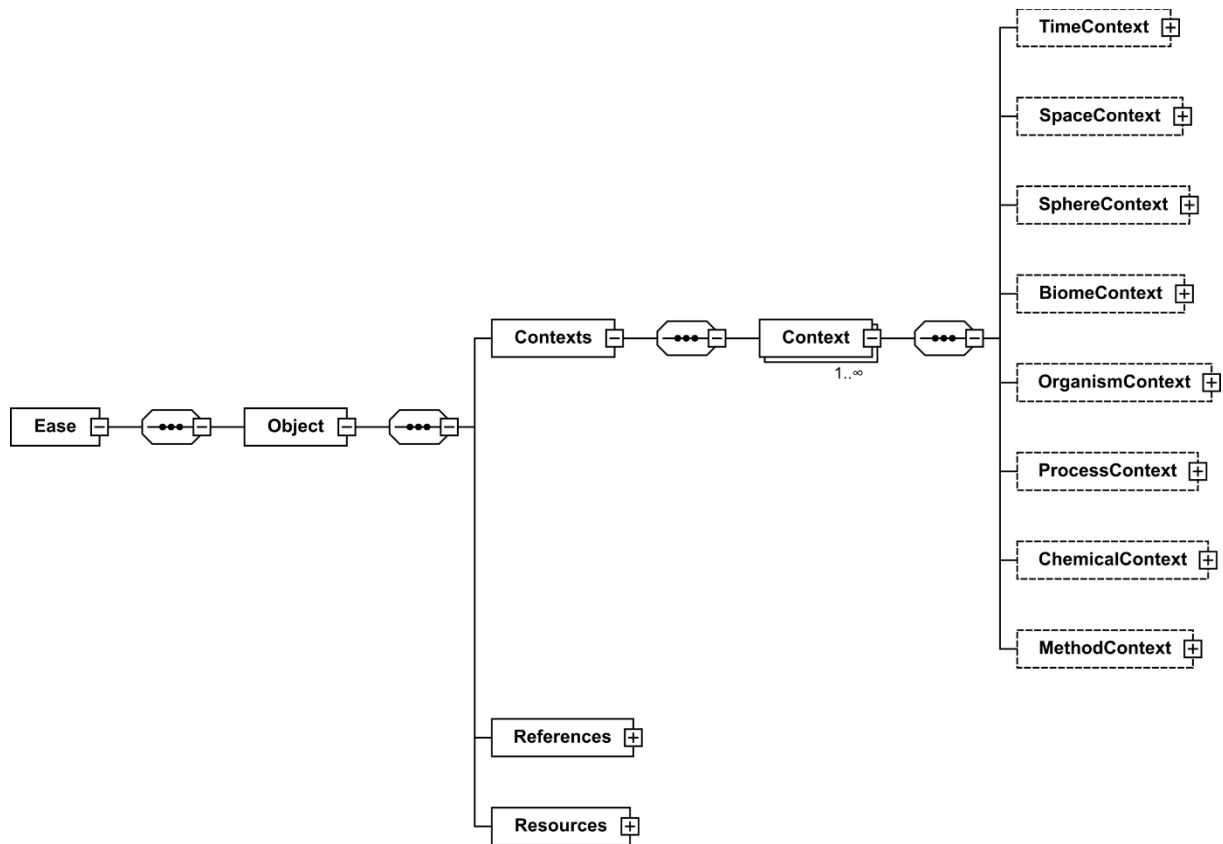 TimeContext
SpaceContext
SphereContext
BiomeContext
Contexts
Context
1..∞
OrganismContext
Ease
Object
ProcessContext
ChemicalContext
MethodContext
References
Resources